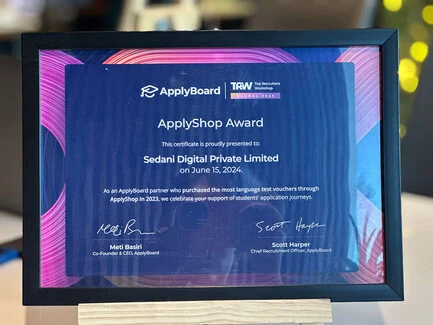 ApplyBoard
TRW Top Recruiters
Workshop
GLOBAL 2024
ApplyShop Award
This certificate is proudly presented to:
Sedani Digital Private Limited
on June 15, 2024.
As an ApplyBoard partner who purchased the most language test vouchers through
ApplyShop in 2023, we celebrate your support of students' application journeys.
Scott Harper
Meti Basiri
Co-Founder & CEO, ApplyBoard
Scott Harper
Chief Recruitment Officer, ApplyBoard